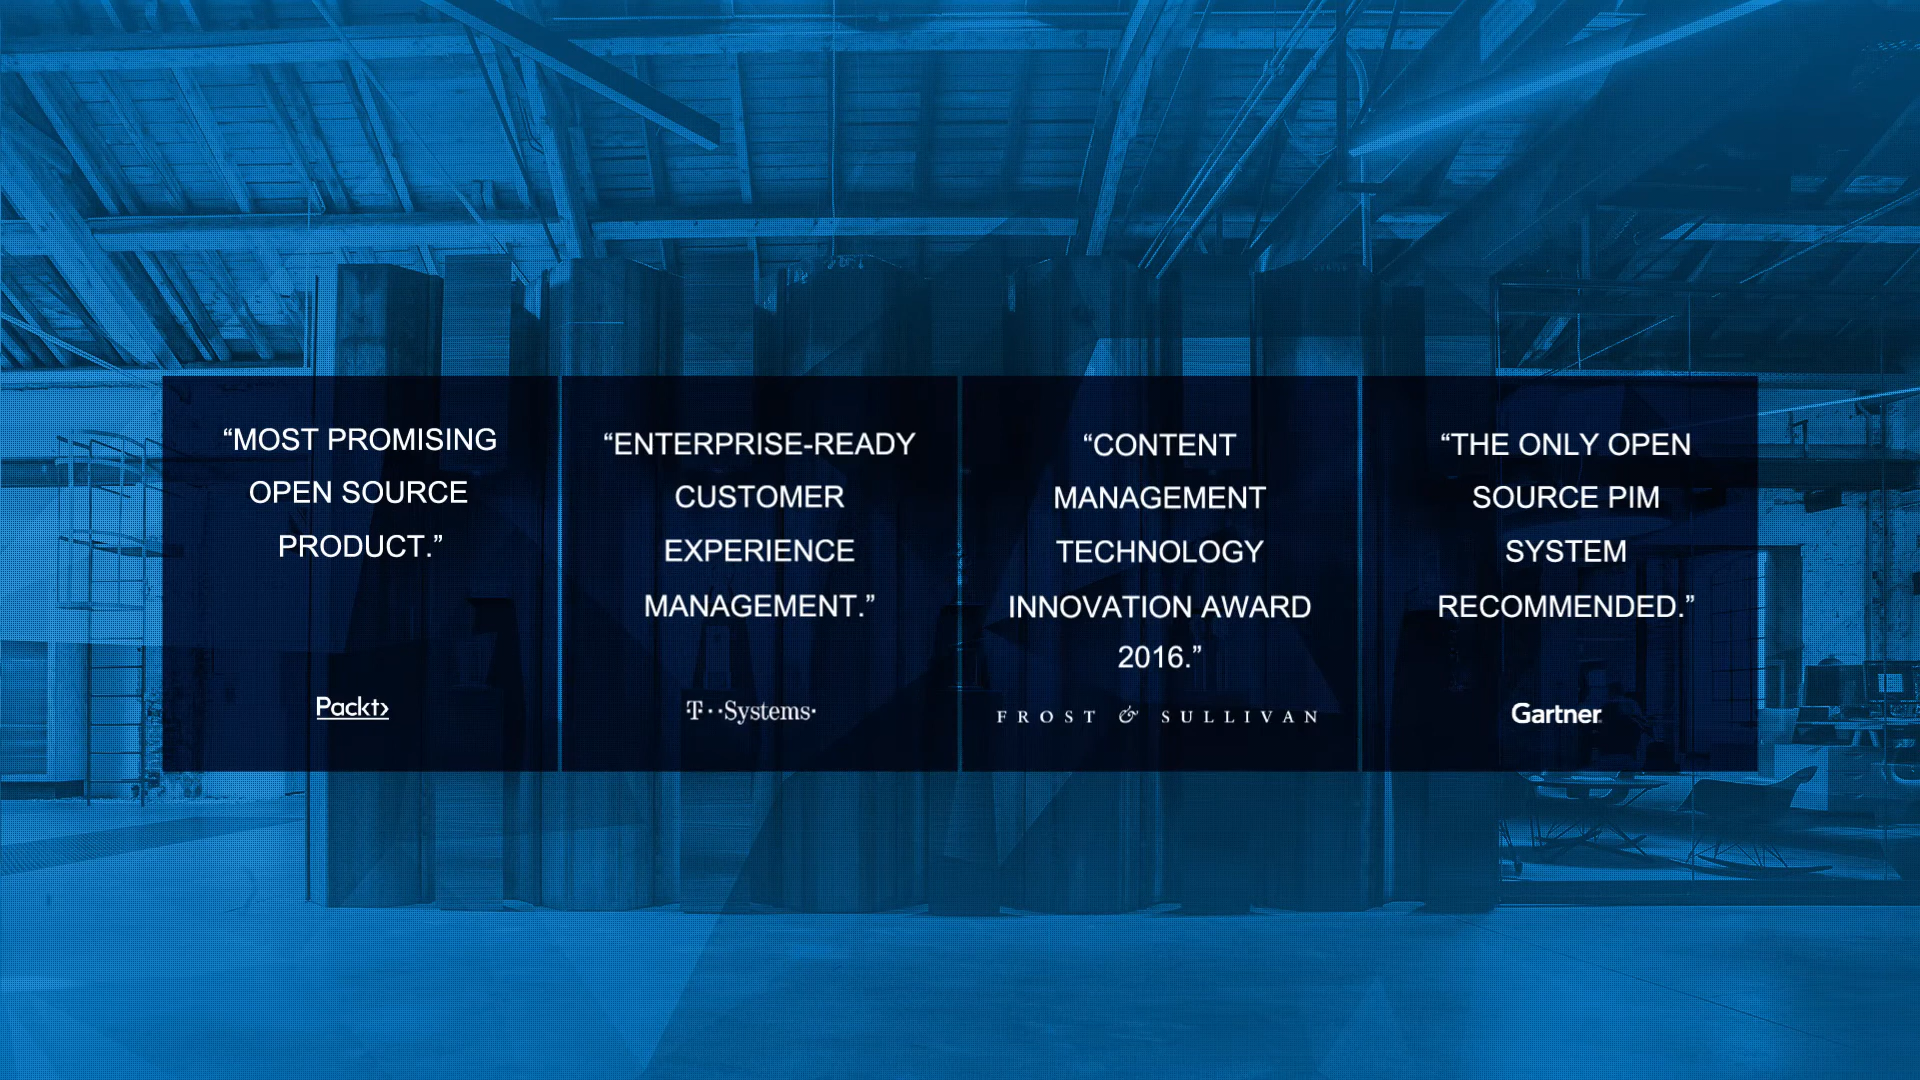 “MOST PROMISING
OPEN SOURCE
PRODUCT.”
Packt>
“ENTERPRISE-READY
CUSTOMER
EXPERIENCE
MANAGEMENT.”
T··Systems·
“CONTENT
MANAGEMENT
TECHNOLOGY
INNOVATION AWARD
2016.”
FROST & SULLIVAN
“THE ONLY OPEN
SOURCE PIM
SYSTEM
RECOMMENDED.”
Gartner